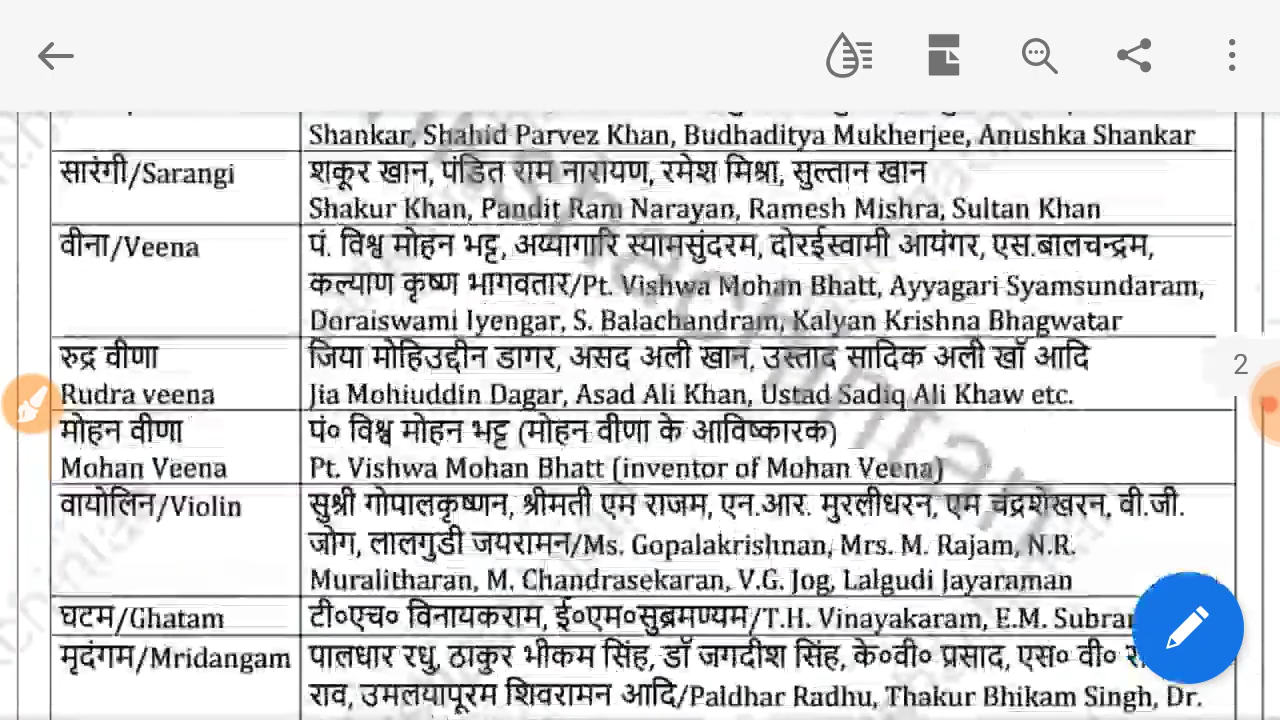 Shankar, Shahid Parvez Khan, Budhaditya Mukherjee, Anushka Shankar
सारंगी/Sarangi
शकूर खान, पंडित राम नारायण, रमेश मिश्रा, सुल्तान खान
Shakur Khan, Pandit Ram Narayan, Ramesh Mishra, Sultan Khan
वीना/Veena
पं. विश्व मोहन भट्ट, अय्यागारि स्यामसुंदरम, दोरईस्वामी आयंगर, एस.बालचन्द्रम,
कल्याण कृष्ण भागवतार/Pt. Vishwa Mohan Bhatt, Ayyagari Syamsundaram,
Doraiswami Iyengar, S. Balachandram, Kalyan Krishna Bhagwatar
रुद्र वीणा
Rudra veena
जिया मोहिउद्दीन डागर, असद अली खान, उस्ताद सादिक अली खाँ आदि
Jia Mohiuddin Dagar, Asad Ali Khan, Ustad Sadiq Ali Khaw etc.
2
मोहन वीणा
Mohan Veena
पं० विश्व मोहन भट्ट (मोहन वीणा के आविष्कारक)
Pt. Vishwa Mohan Bhatt (inventor of Mohan Veena)
वायोलिन/Violin
सुश्री गोपालकृष्णन, श्रीमती एम राजम, एन.आर. मुरलीधरन, एम चंद्रशेखरन, वी.जी.
जोग, लालगुडी जयरामन/Ms. Gopalakrishnan, Mrs. M. Rajam, N.R.
Muralitharan, M. Chandrasekaran, V.G. Jog, Lalgudi Jayaraman
घटम/Ghatam
टी०एच० विनायकराम, ई०एम०सुब्रमण्यम/T.H. Vinayakaram, E.M.
मृदंगम/Mridangam
पालधार रधु, ठाकुर भीकम सिंह, डॉ जगदीश सिंह, के०वी० प्रसाद, एस० वी०
राव, उमलयापूरम शिवरामन आदि/Paldhar Radhu, Thakur Bhikam Singh, Dr.